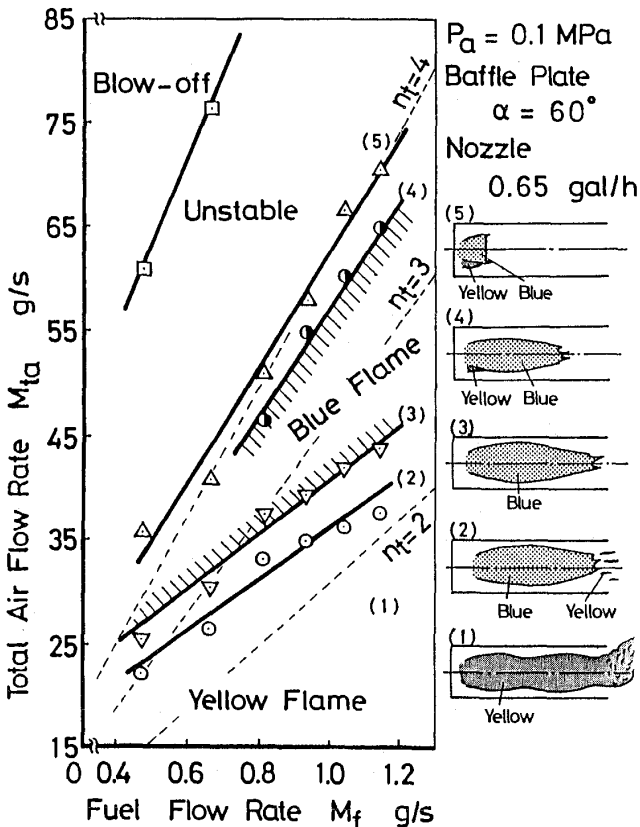 85
75
65
55
45
35
25
15
Total Air Flow Rate Mta g/s
0 0.4 0.6 0.8 1.0 1.2
Fuel Flow Rate Mf g/s
Blow-off
Unstable
Blue Flame
Yellow Flame
nt=4
nt=3
nt=2
(5)
(4)
(3)
(2)
(1)
Pa = 0.1 MPa
Baffle Plate
α = 60°
Nozzle
0.65 gal/h
(5)
Yellow Blue
(4)
Yellow Blue
(3)
Blue
(2)
Blue Yellow
(1)
Yellow